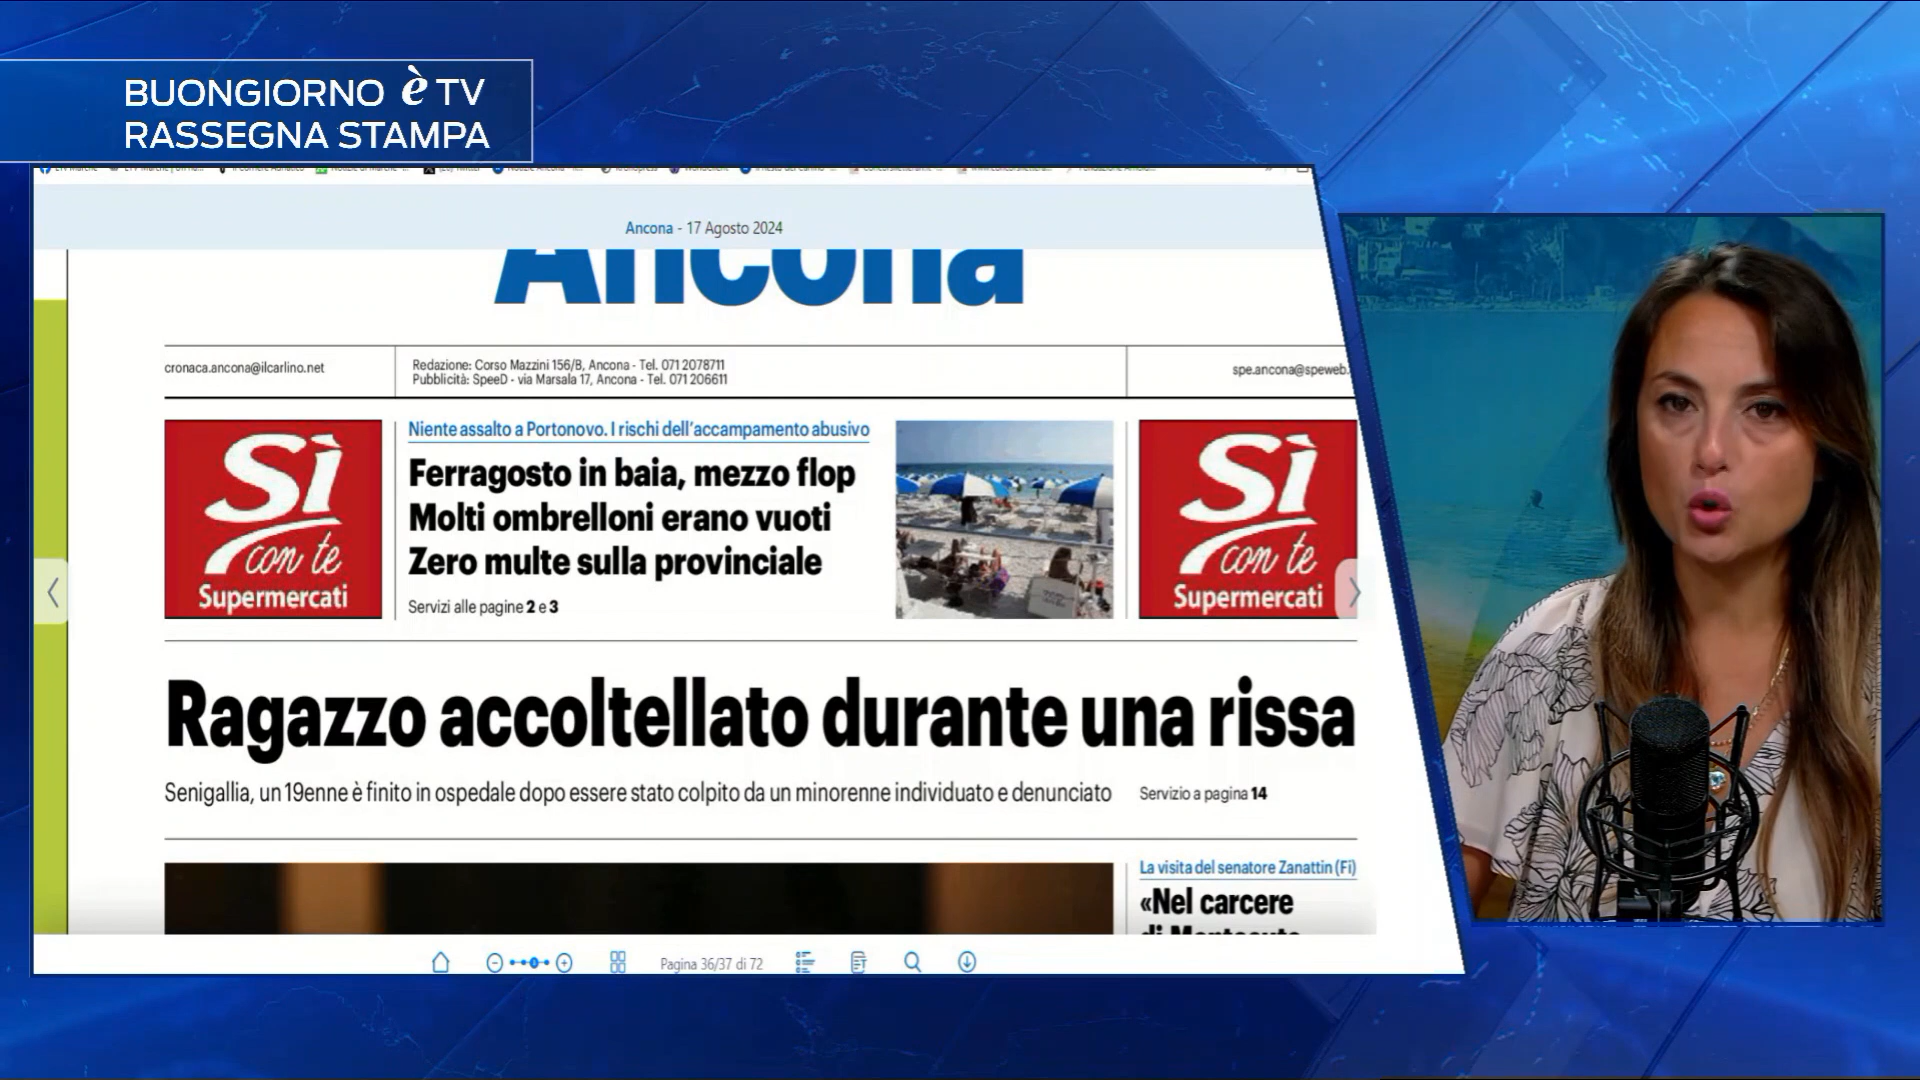 BUONGIORNO è TV
RASSEGNA STAMPA
Ancona - 17 Agosto 2024
Ancona
cronaca.ancona@ilcarlino.net
Redazione: Corso Mazzini 156/B, Ancona - Tel. 071 2078711
Pubblicità: SpeeD - via Marsala 17, Ancona - Tel. 071 206611
spe.ancona@speweb.
Sì
con te
Supermercati
Niente assalto a Portonovo. I rischi dell'accampamento abusivo
Ferragosto in baia, mezzo flop
Molti ombrelloni erano vuoti
Zero multe sulla provinciale
Servizi alle pagine 2 e 3
Sì
con te
Supermercati
Ragazzo accoltellato durante una rissa
Senigallia, un 19enne è finito in ospedale dopo essere stato colpito da un minorenne individuato e denunciato
Servizio a pagina 14
La visita del senatore Zanattin (Fi)
«Nel carcere
Pagina 36/37 di 72